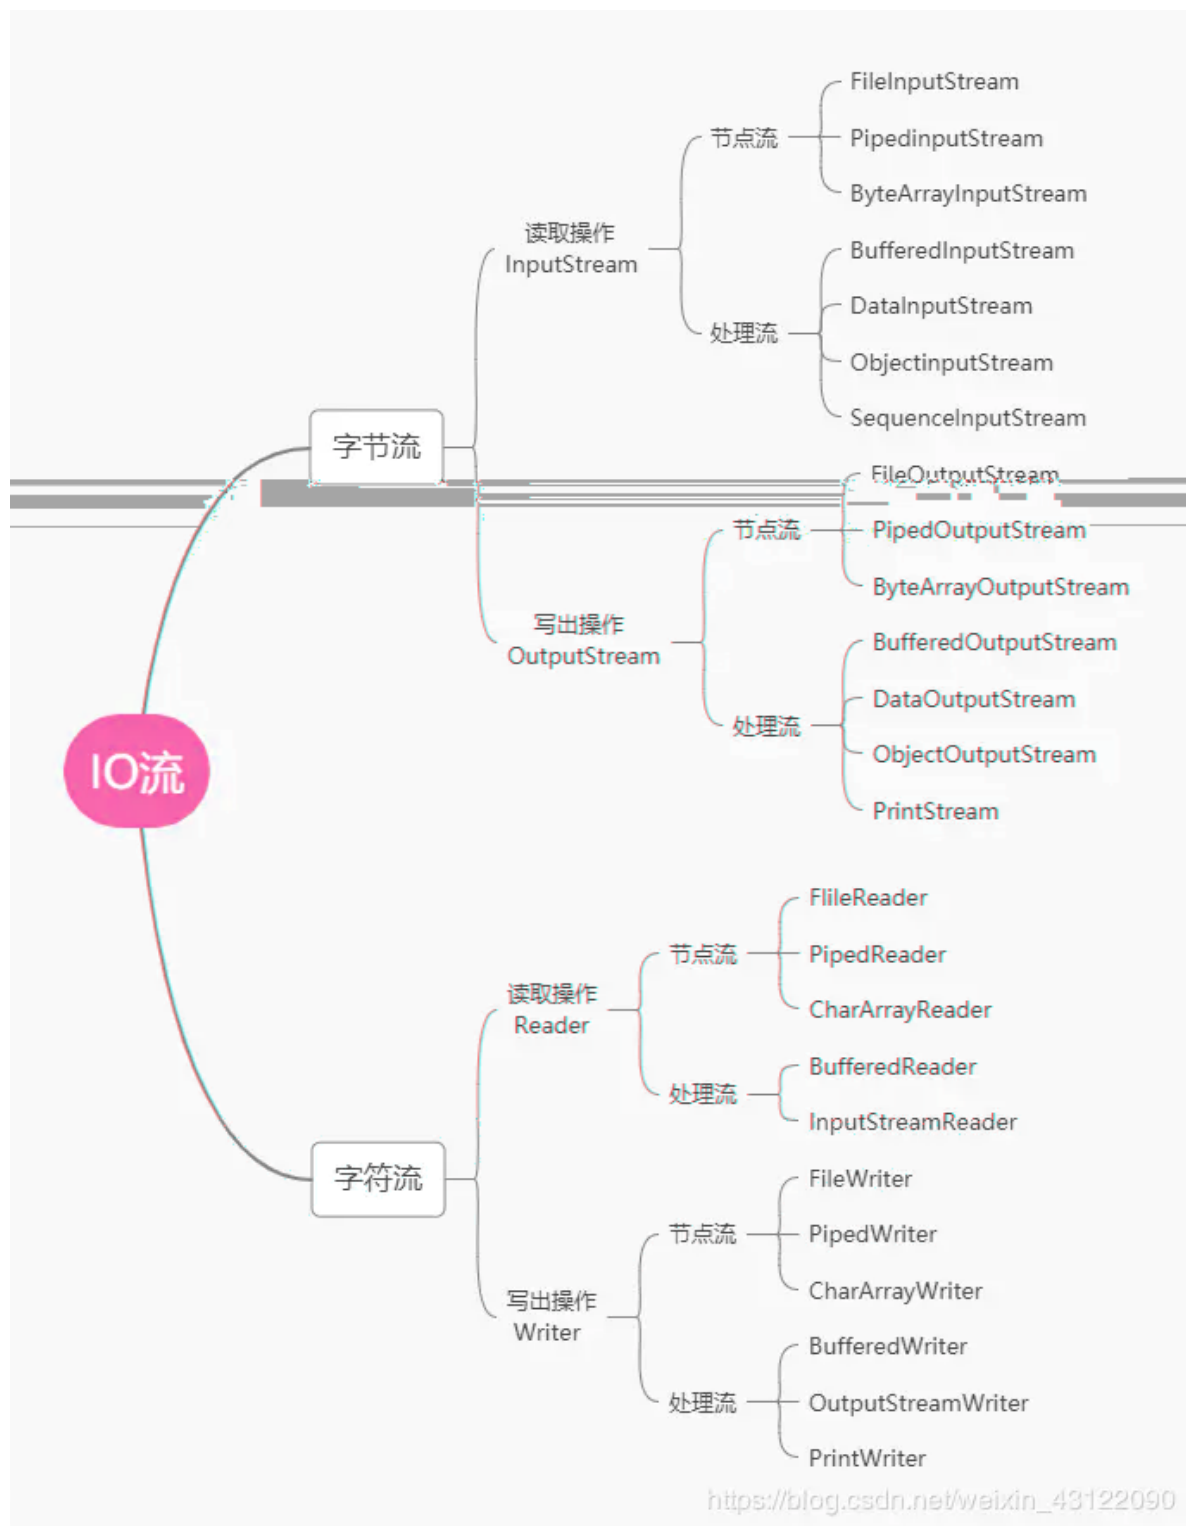 FileInputStream
节点流
PipedinputStream
ByteArrayInputStream
读取操作
InputStream
BufferedInputStream
DataInputStream
处理流
ObjectinputStream
SequenceInputStream
字节流
FileOutputStream
节点流
PipedOutputStream
ByteArrayOutputStream
写出操作
OutputStream
BufferedOutputStream
DataOutputStream
处理流
ObjectOutputStream
PrintStream
IO流
FlileReader
节点流
PipedReader
读取操作
Reader
CharArrayReader
BufferedReader
处理流
InputStreamReader
字符流
FileWriter
节点流
PipedWriter
CharArrayWriter
写出操作
Writer
BufferedWriter
处理流
OutputStreamWriter
PrintWriter
https://blog.csdn.net/weixin_43122090